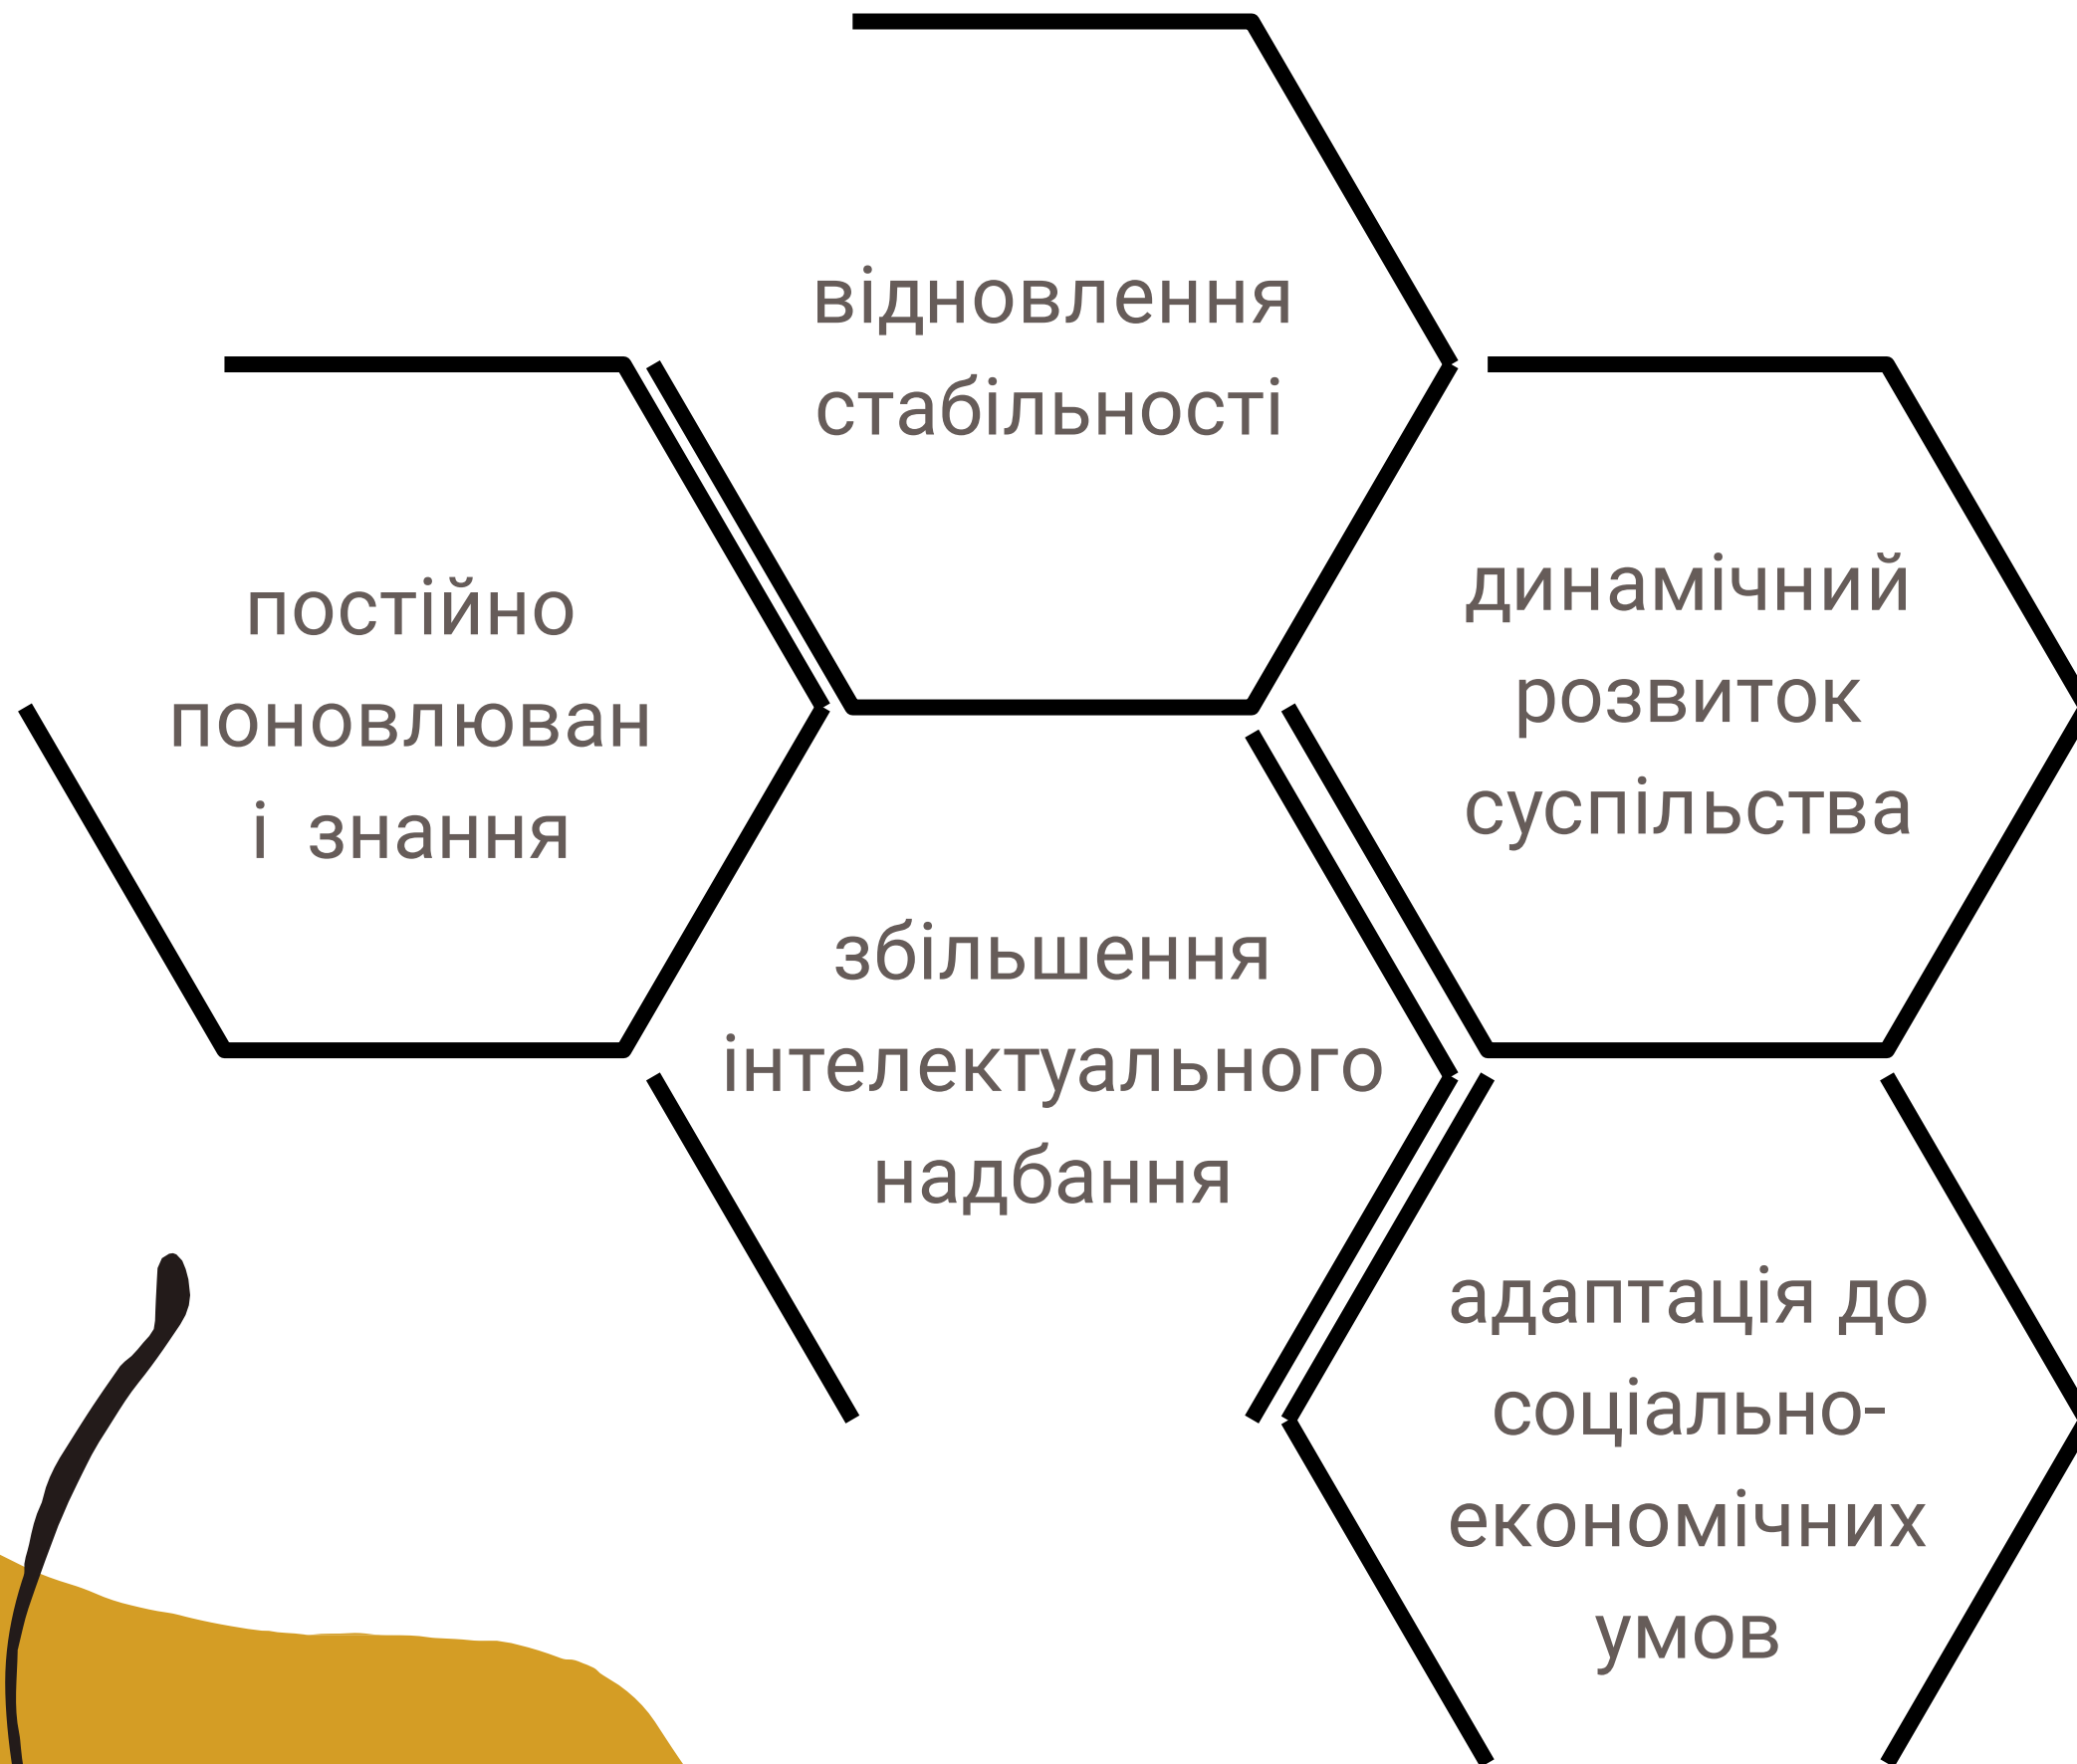 відновлення
стабільності
постійно
поновлюван
і знання
динамічний
розвиток
суспільства
збільшення
інтелектуального
надбання
адаптація до
соціально-
економічних
умов